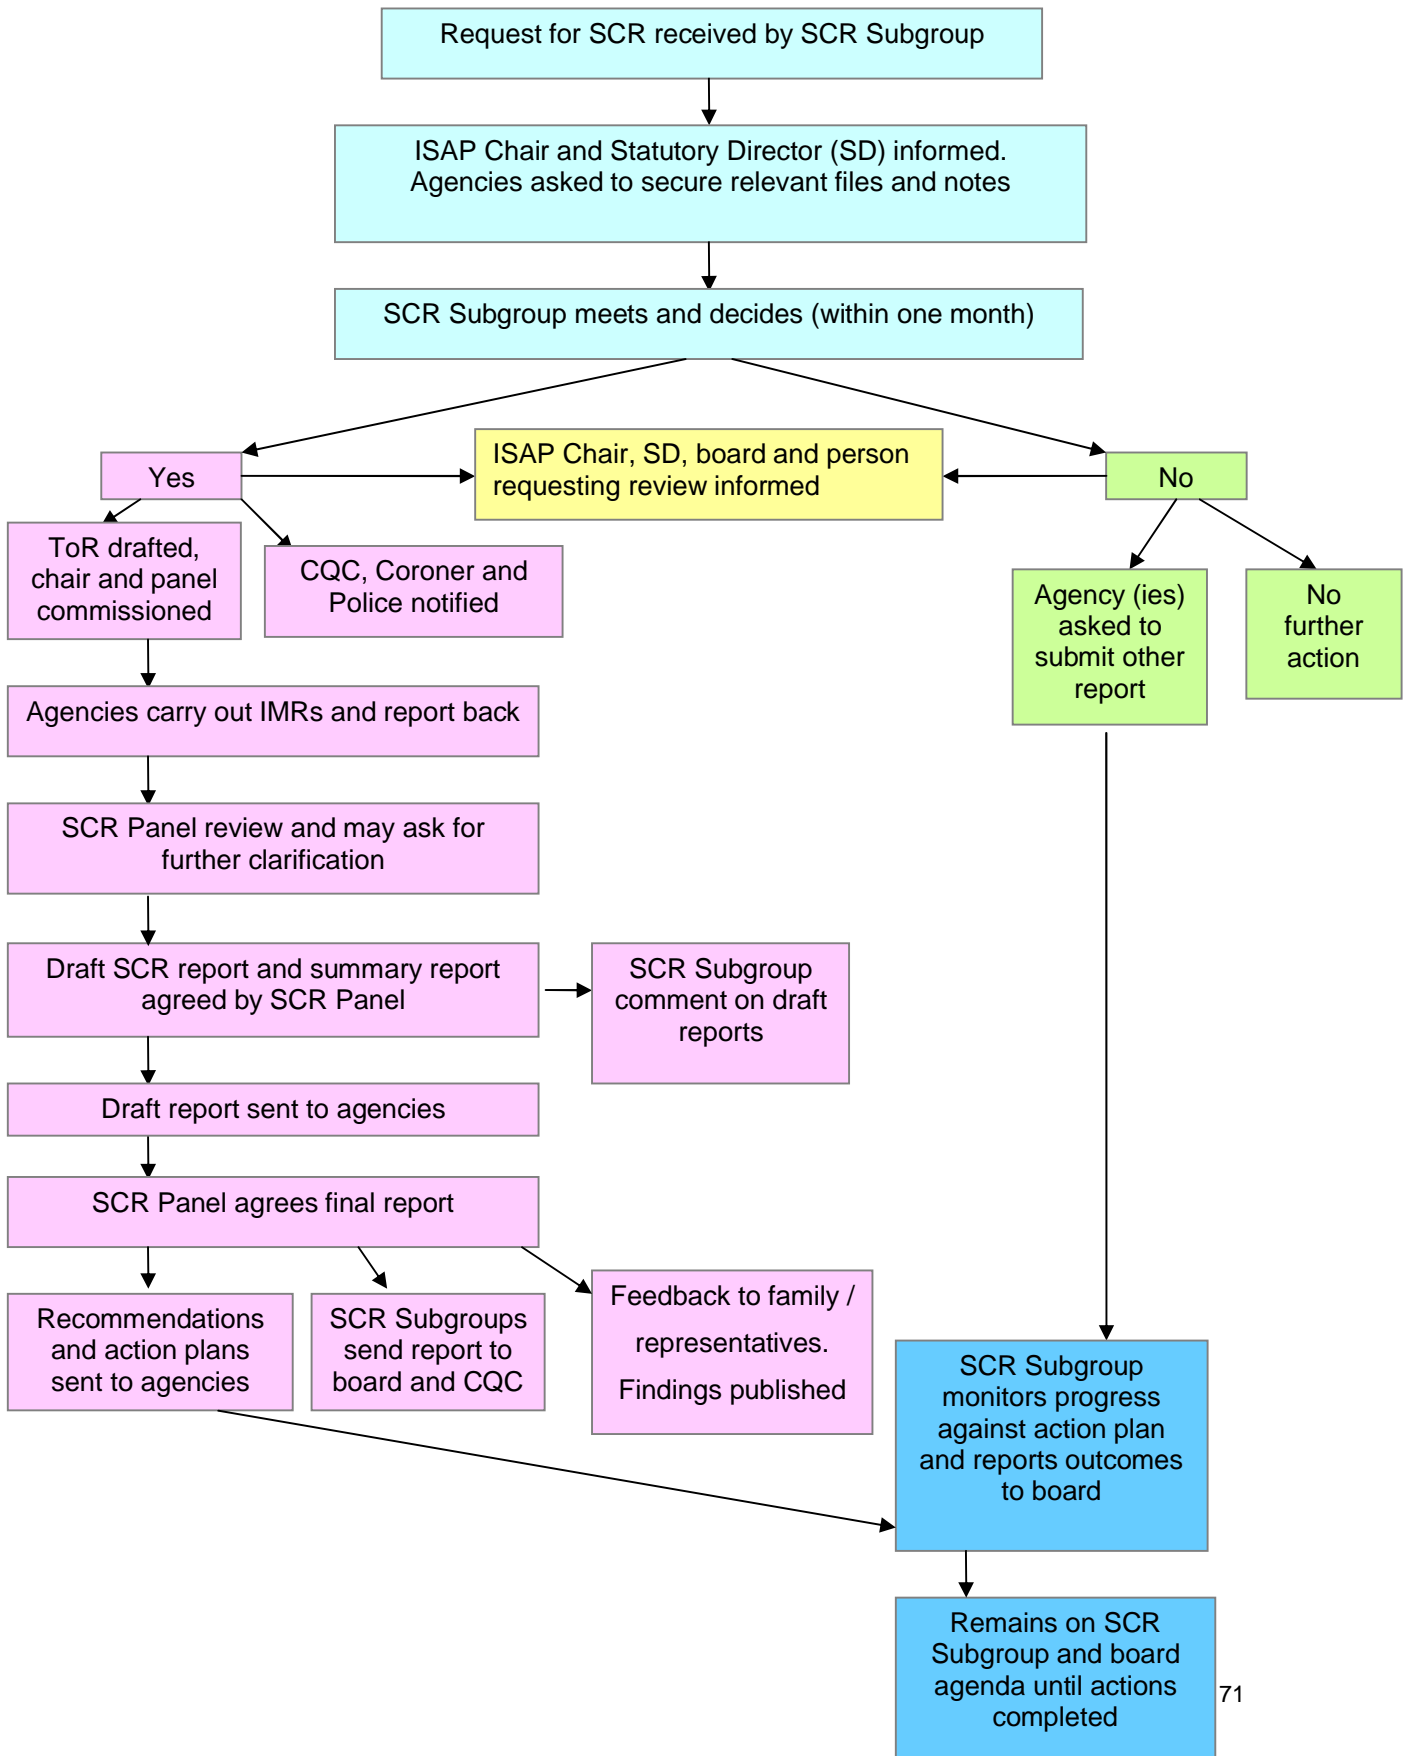 Request for SCR received by SCR Subgroup
ISAP Chair and Statutory Director (SD) informed.
Agencies asked to secure relevant files and notes
SCR Subgroup meets and decides (within one month)
Yes
ISAP Chair, SD, board and person
requesting review informed
No
ToR drafted,
chair and panel
commissioned
CQC, Coroner and
Police notified
Agency (ies)
asked to
submit other
report
No
further
action
Agencies carry out IMRs and report back
SCR Panel review and may ask for
further clarification
Draft SCR report and summary report
agreed by SCR Panel
SCR Subgroup
comment on draft
reports
Draft report sent to agencies
SCR Panel agrees final report
Recommendations
and action plans
sent to agencies
SCR Subgroups
send report to
board and CQC
Feedback to family /
representatives.
Findings published
SCR Subgroup
monitors progress
against action plan
and reports outcomes
to board
Remains on SCR
Subgroup and board
agenda until actions
completed
71